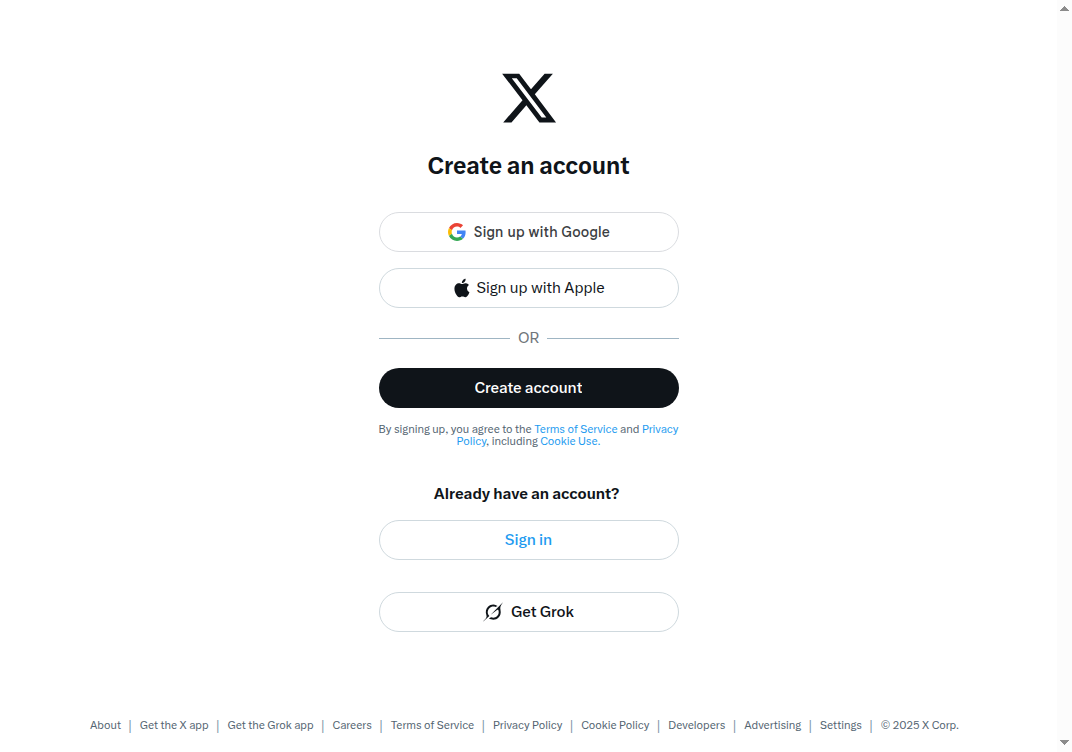 Create an account
Sign up with Google
Sign up with Apple
OR
Create account
By signing up, you agree to the Terms of Service and Privacy
Policy, including Cookie Use.
Already have an account?
Sign in
Get Grok
About | Get the X app | Get the Grok app | Careers | Terms of Service | Privacy Policy | Cookie Policy | Developers | Advertising | Settings | © 2025 X Corp.